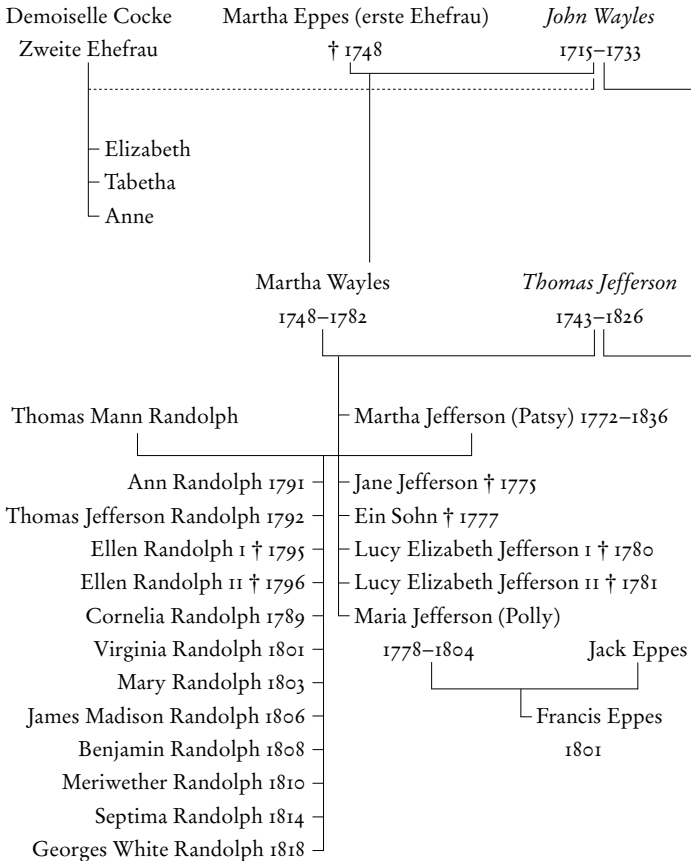 Demoiselle Cocke Martha Eppes (erste Ehefrau) John Wayles
Zweite Ehefrau † 1748 1715–1733
Elizabeth
Tabetha
Anne
Martha Wayles Thomas Jefferson
1748–1782 1743–1826
Thomas Mann Randolph Martha Jefferson (Patsy) 1772–1836
Ann Randolph 1791 Jane Jefferson † 1775
Thomas Jefferson Randolph 1792 Ein Sohn † 1777
Ellen Randolph I † 1795 Lucy Elizabeth Jefferson I † 1780
Ellen Randolph II † 1796 Lucy Elizabeth Jefferson II † 1781
Cornelia Randolph 1789 Maria Jefferson (Polly)
Virginia Randolph 1801 1778–1804 Jack Eppes
Mary Randolph 1803
James Madison Randolph 1806 Francis Eppes
Benjamin Randolph 1808 1801
Meriwether Randolph 1810
Septima Randolph 1814
Georges White Randolph 1818